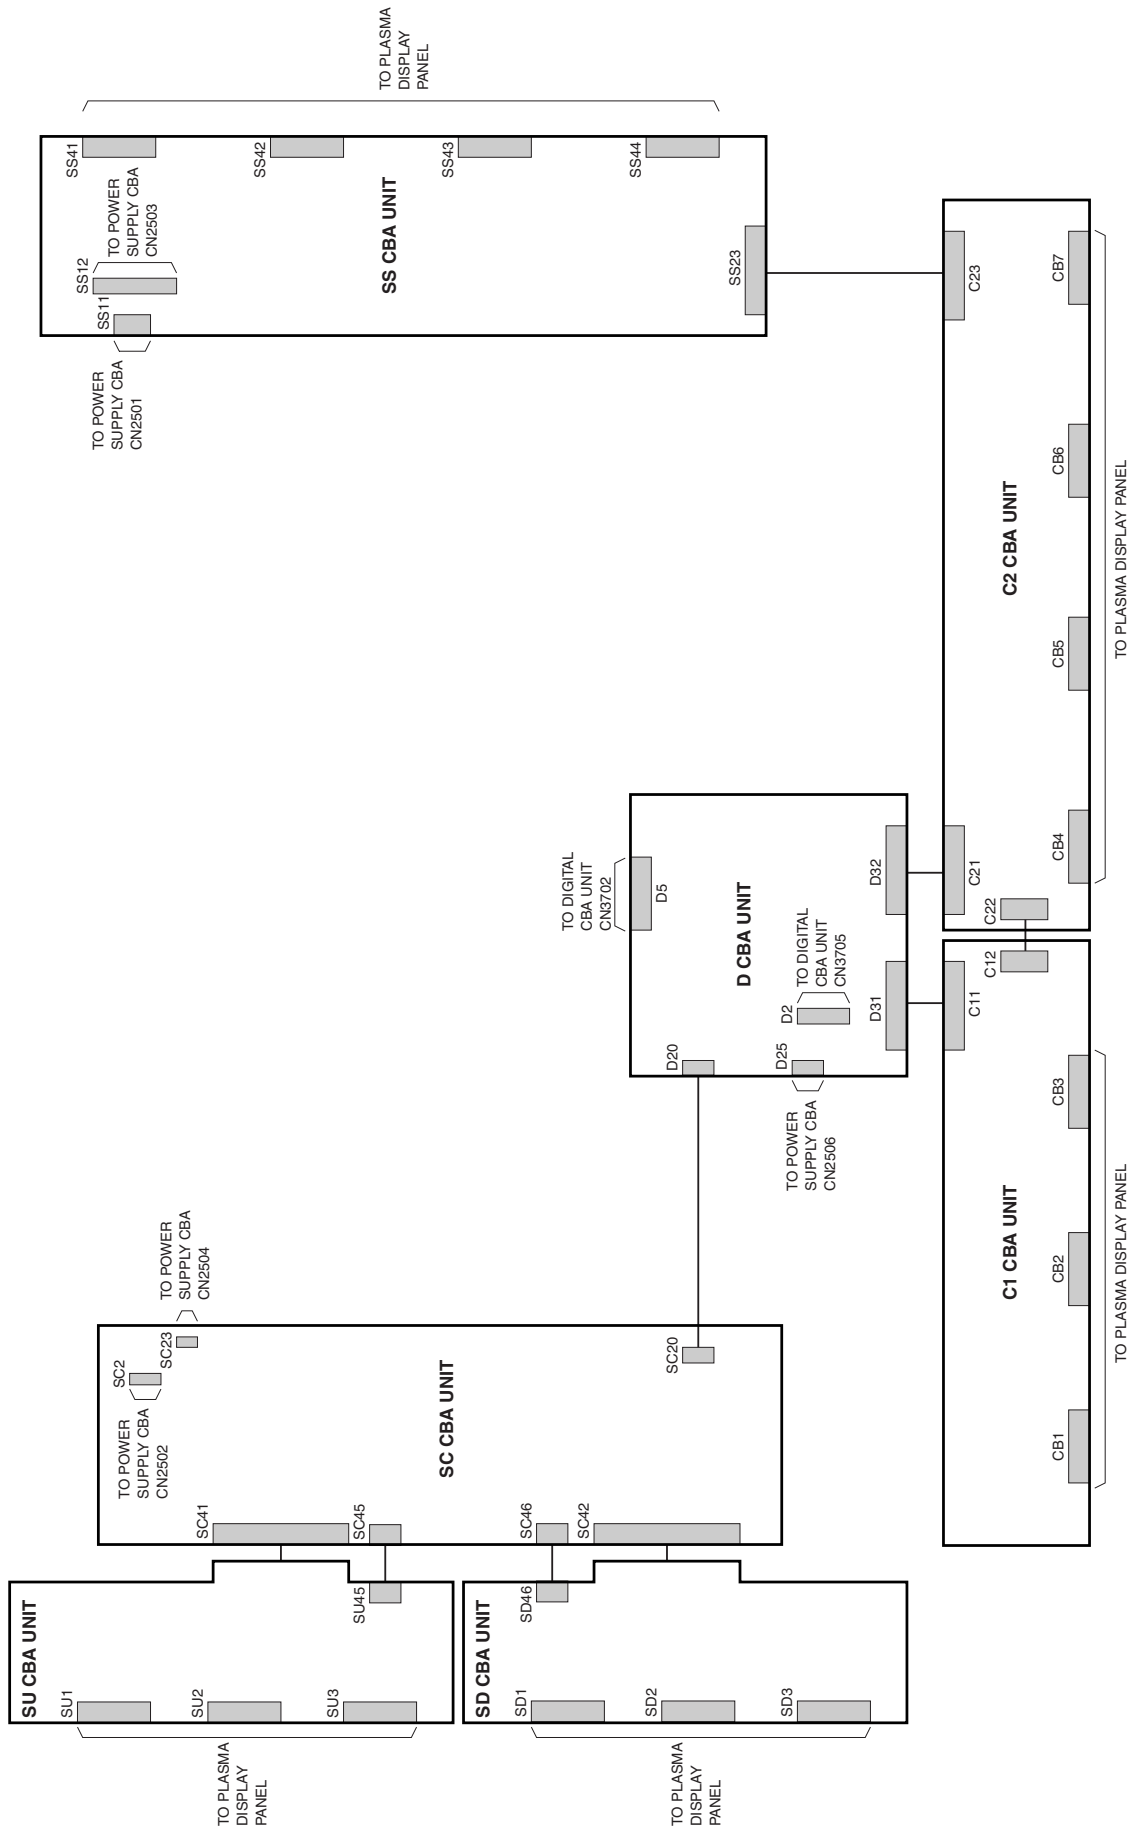 SU CBA UNIT
SU1
SU2
SU3
SU45
TO PLASMA
DISPLAY
PANEL
SD CBA UNIT
SD1
SD2
SD3
SD46
TO PLASMA
DISPLAY
PANEL
SC CBA UNIT
SC2
TO POWER
SUPPLY CBA
CN2502
SC23
TO POWER
SUPPLY CBA
CN2504
SC41
SC45
SC46
SC42
SC20
D CBA UNIT
D20
D25
TO POWER
SUPPLY CBA
CN2506
D2
TO DIGITAL
CBA UNIT
CN3705
D5
TO DIGITAL
CBA UNIT
CN3702
D31
D32
SS CBA UNIT
SS11
TO POWER
SUPPLY CBA
CN2501
SS12
TO POWER
SUPPLY CBA
CN2503
SS41
SS42
SS43
SS44
TO PLASMA
DISPLAY
PANEL
SS23
C1 CBA UNIT
C11
C12
CB1
CB2
CB3
TO PLASMA DISPLAY PANEL
C2 CBA UNIT
C21
C22
C23
CB4
CB5
CB6
CB7
TO PLASMA DISPLAY PANEL